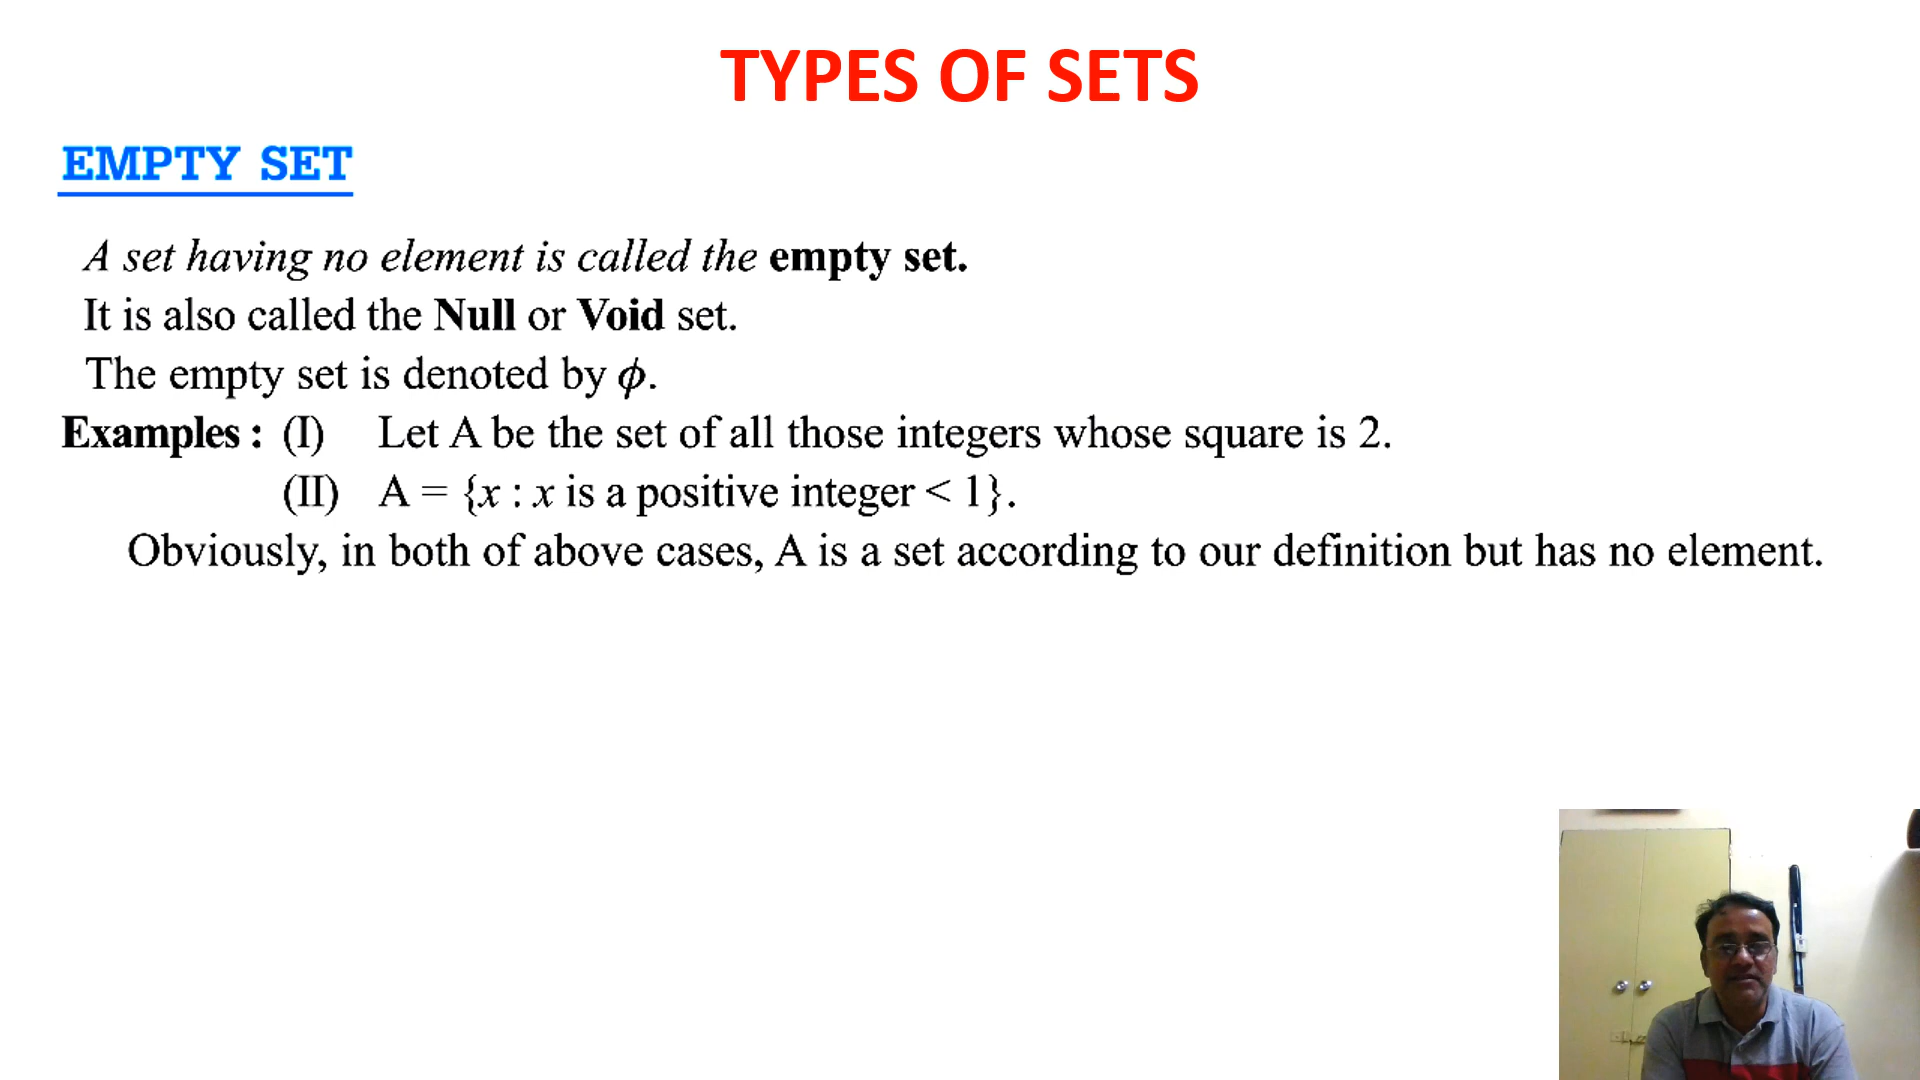 TYPES OF SETS
EMPTY SET
A set having no element is called the empty set.
It is also called the Null or Void set.
The empty set is denoted by ϕ.
Examples : (I) Let A be the set of all those integers whose square is 2.
(II) A = {x : x is a positive integer < 1}.
Obviously, in both of above cases, A is a set according to our definition but has no element.